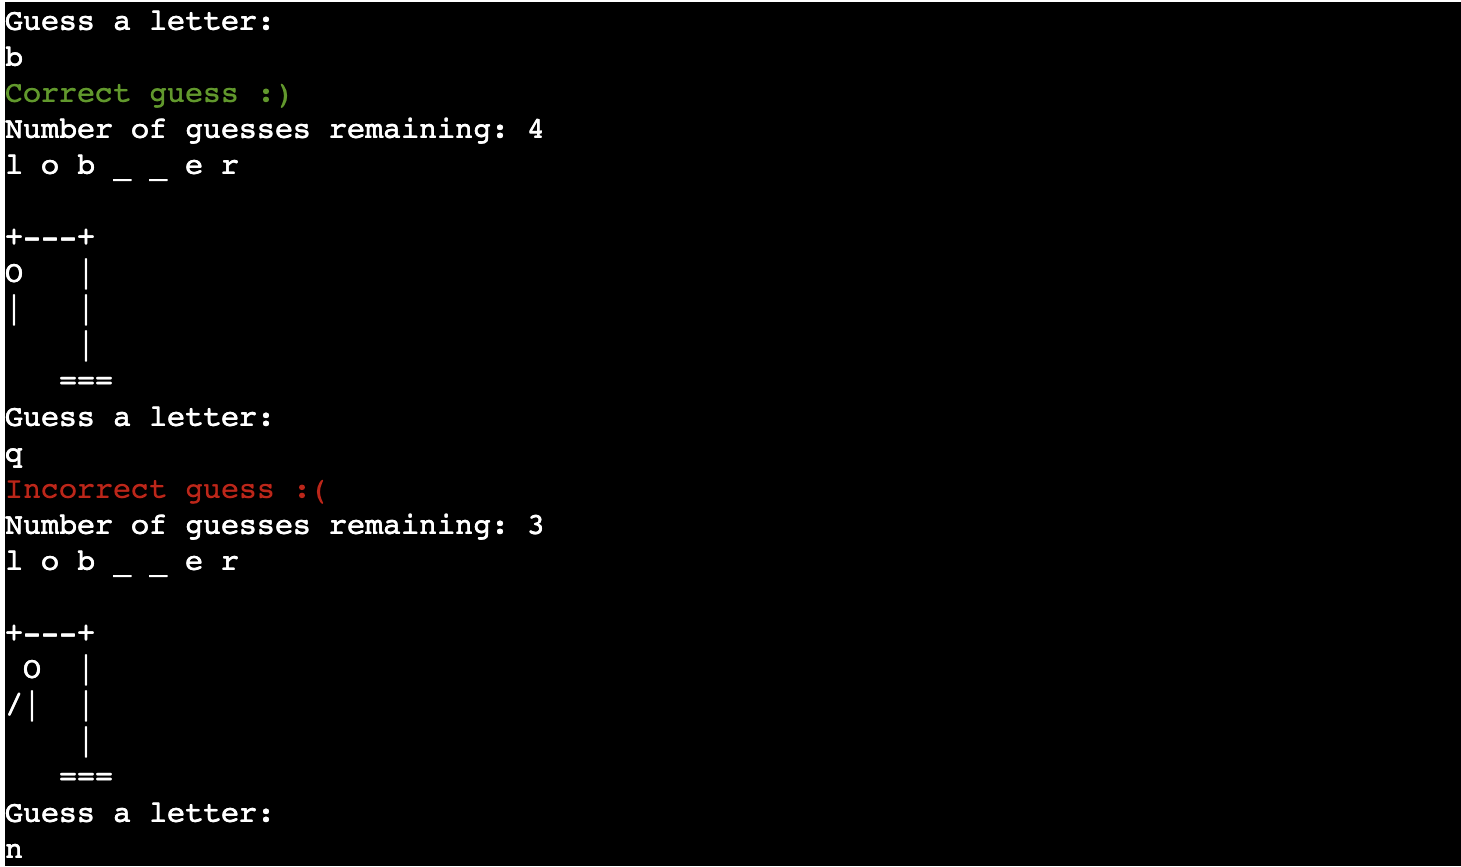 Guess a letter:
b
Correct guess :)
Number of guesses remaining: 4
l o b _ _ e r

+---+
O   |
|   |
    |
   ===
Guess a letter:
q
Incorrect guess :(
Number of guesses remaining: 3
l o b _ _ e r

+---+
 O  |
/|  |
    |
   ===
Guess a letter:
n